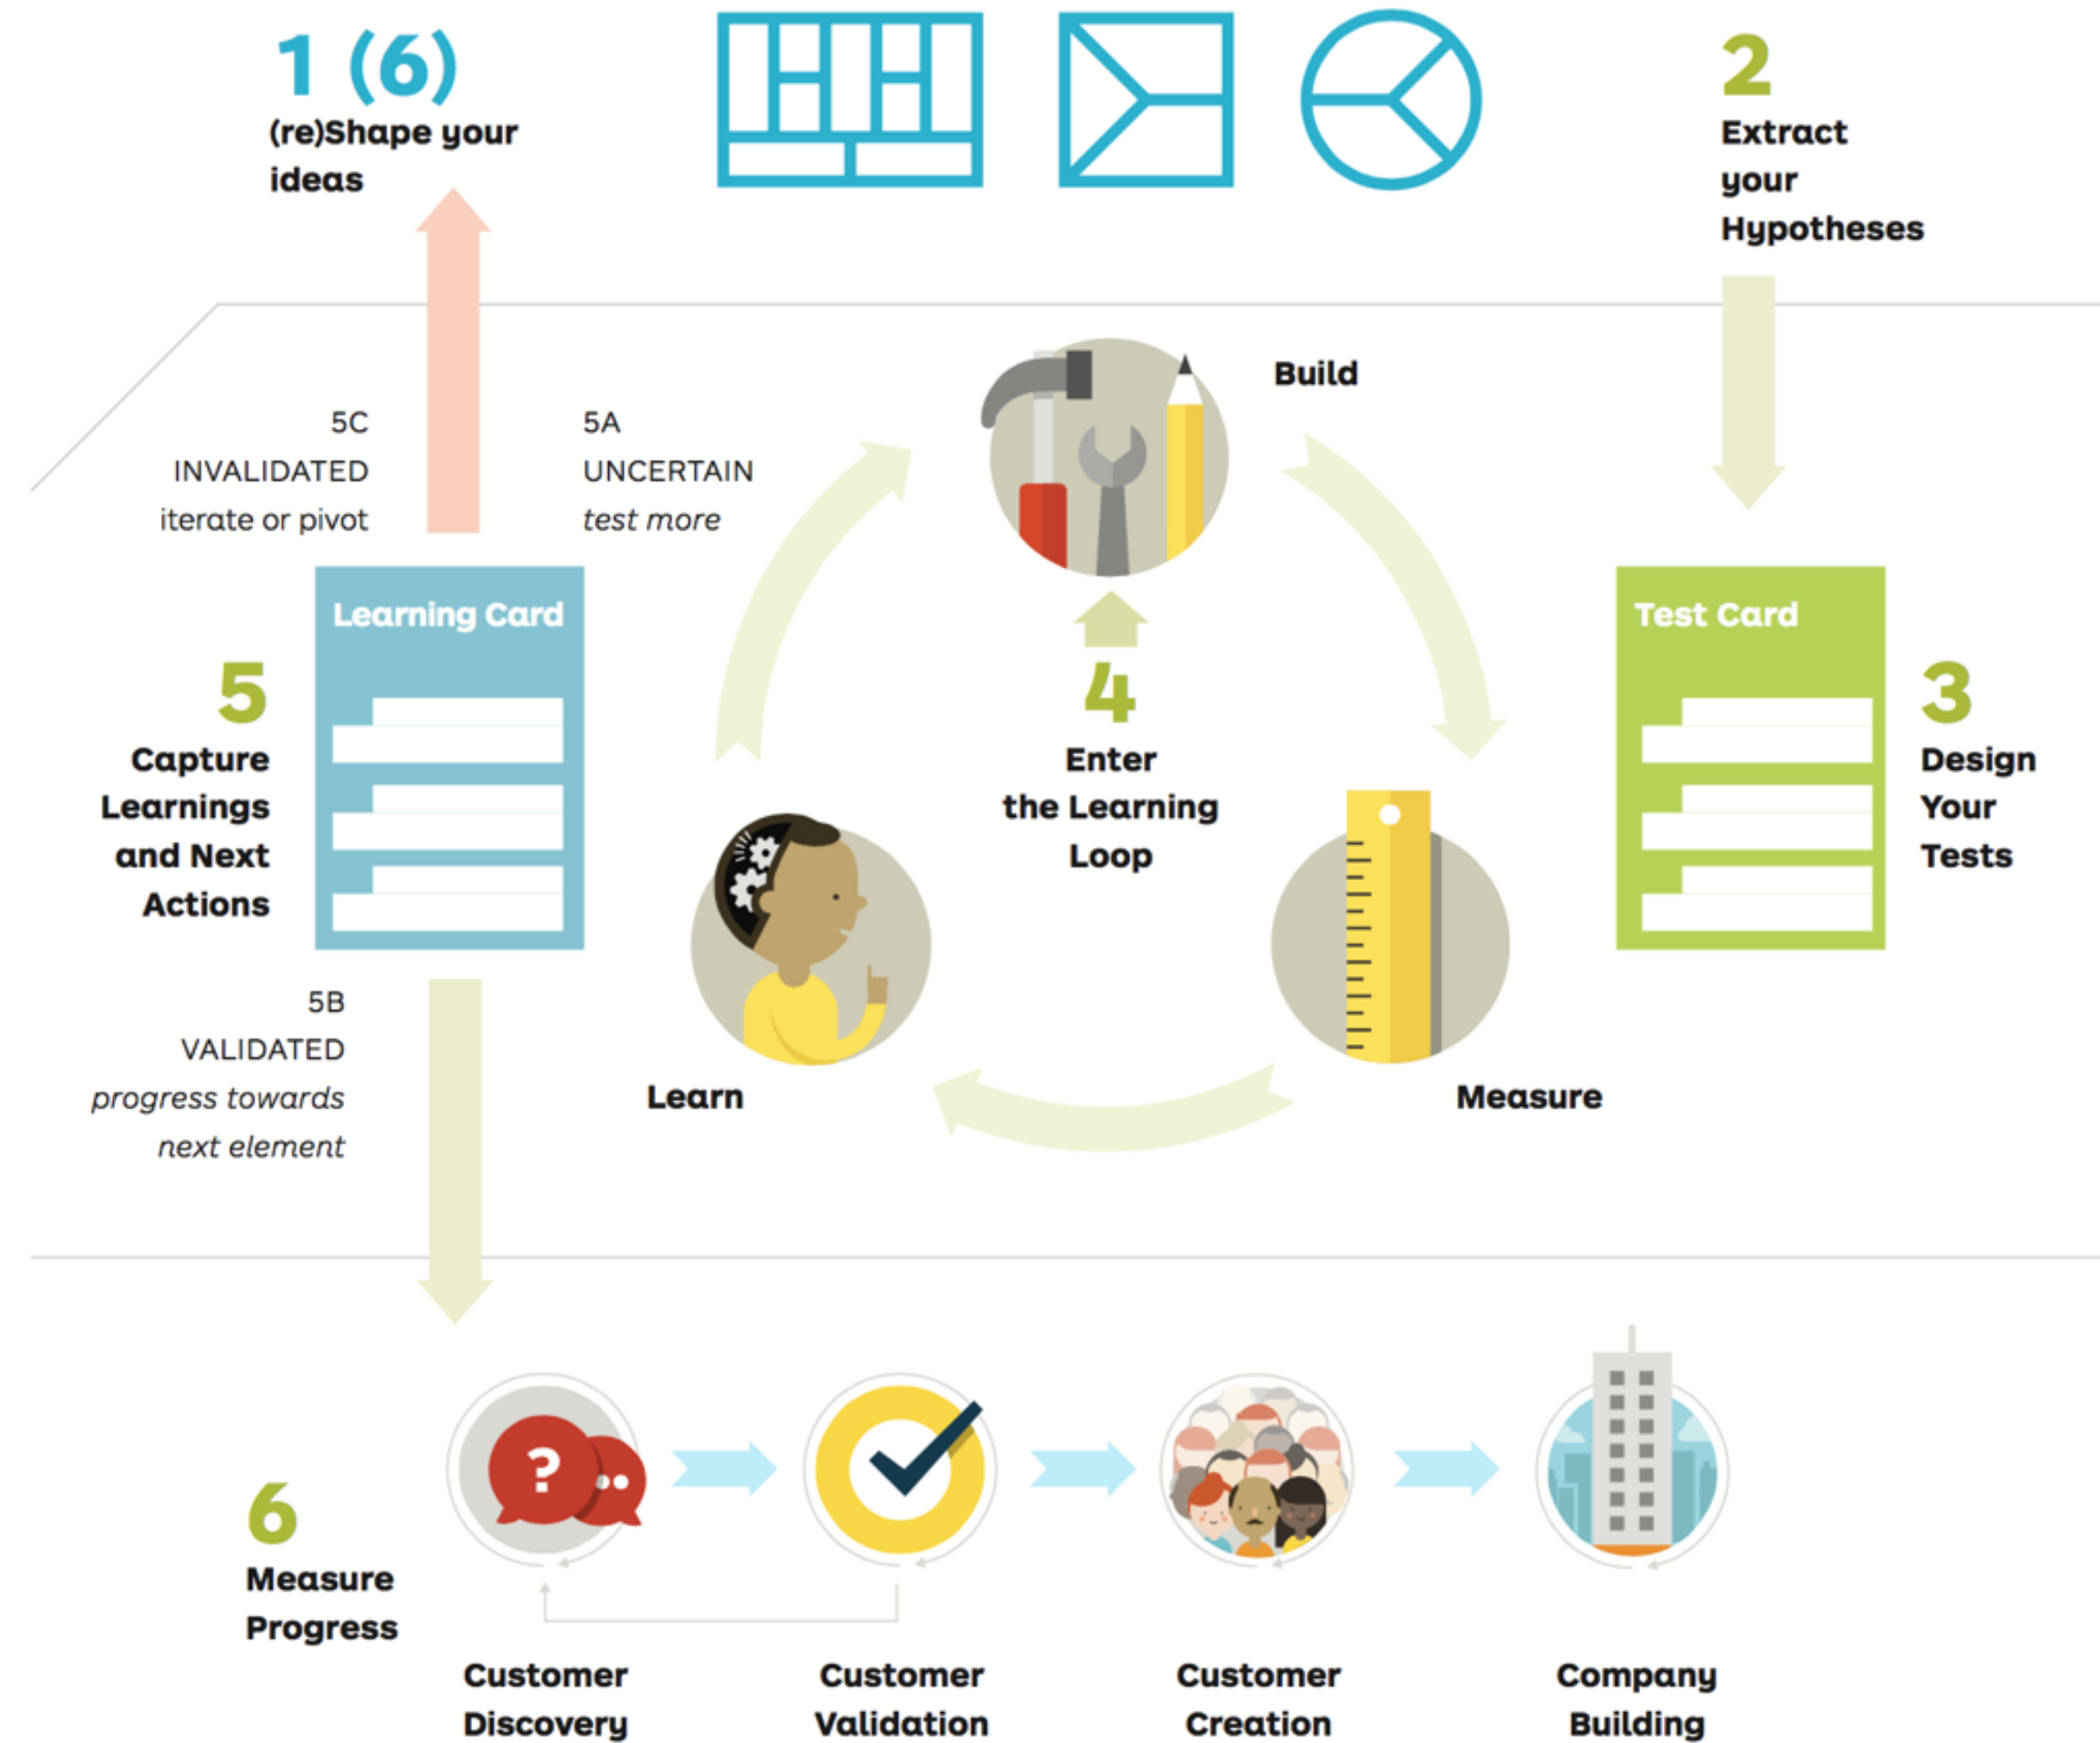 1 (6)
(re)Shape your
ideas
2
Extract
your
Hypotheses
5C
INVALIDATED
iterate or pivot
5A
UNCERTAIN
test more
Build
Learning Card
5
Capture
Learnings
and Next
Actions
4
Enter
the Learning
Loop
Test Card
3
Design
Your
Tests
5B
VALIDATED
progress towards
next element
Learn
Measure
6
Measure
Progress
?
Customer
Discovery
Customer
Validation
Customer
Creation
Company
Building